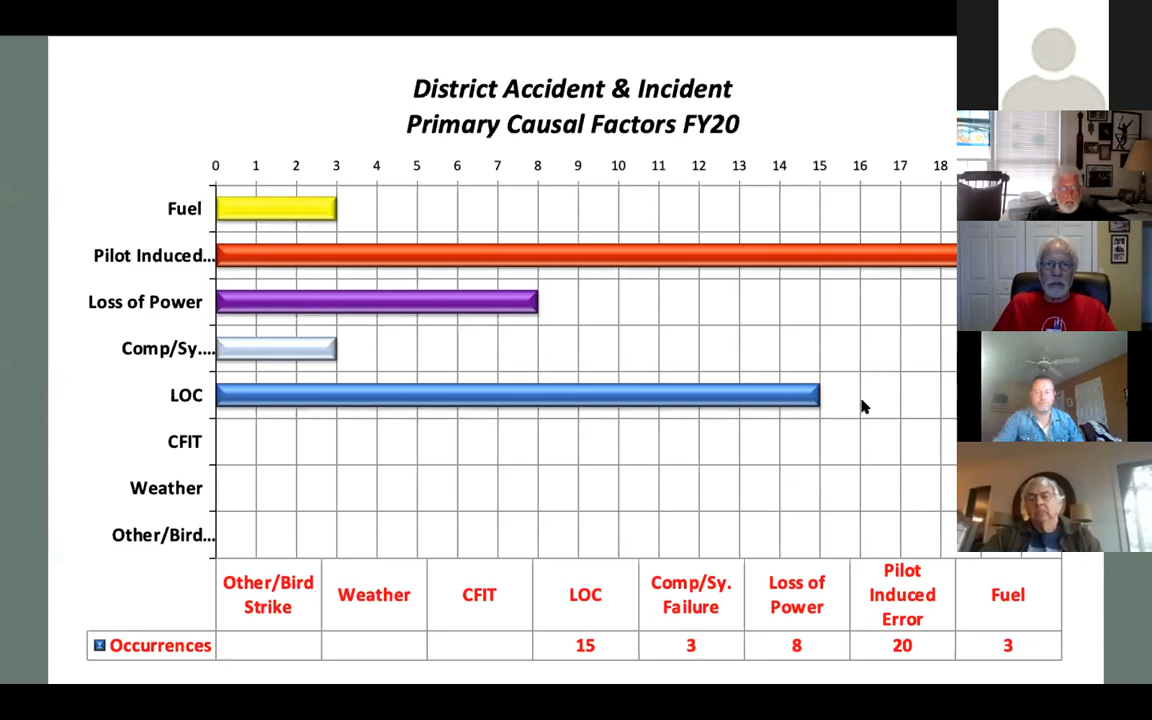 District Accident & Incident
Primary Causal Factors FY20
0 1 2 3 4 5 6 7 8 9 10 11 12 13 14 15 16 17 18
Fuel
Pilot Induced...
Loss of Power
Comp/Sy....
LOC
CFIT
Weather
Other/Bird...
Other/Bird
Strike
Weather
CFIT
LOC
Comp/Sy.
Failure
Loss of
Power
Pilot
Induced
Error
Fuel
Occurrences 15 3 8 20 3